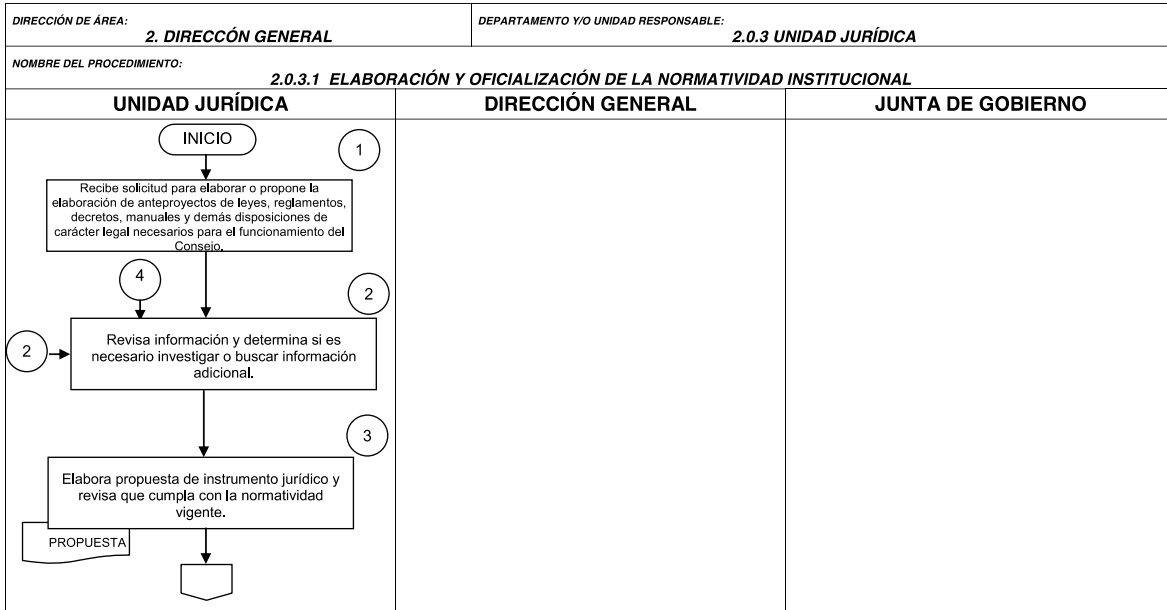 DIRECCIÓN DE ÁREA:
2. DIRECCÓN GENERAL
DEPARTAMENTO Y/O UNIDAD RESPONSABLE:
2.0.3 UNIDAD JURÍDICA
NOMBRE DEL PROCEDIMIENTO:
2.0.3.1 ELABORACIÓN Y OFICIALIZACIÓN DE LA NORMATIVIDAD INSTITUCIONAL
UNIDAD JURÍDICA
DIRECCIÓN GENERAL
JUNTA DE GOBIERNO
INICIO
1
Recibe solicitud para elaborar o propone la
elaboración de anteproyectos de leyes, reglamentos,
decretos, manuales y demás disposiciones de
carácter legal necesarios para el funcionamiento del
Consejo.
4
2
2
Revisa información y determina si es
necesario investigar o buscar información
adicional.
3
Elabora propuesta de instrumento jurídico y
revisa que cumpla con la normatividad
vigente.
PROPUESTA